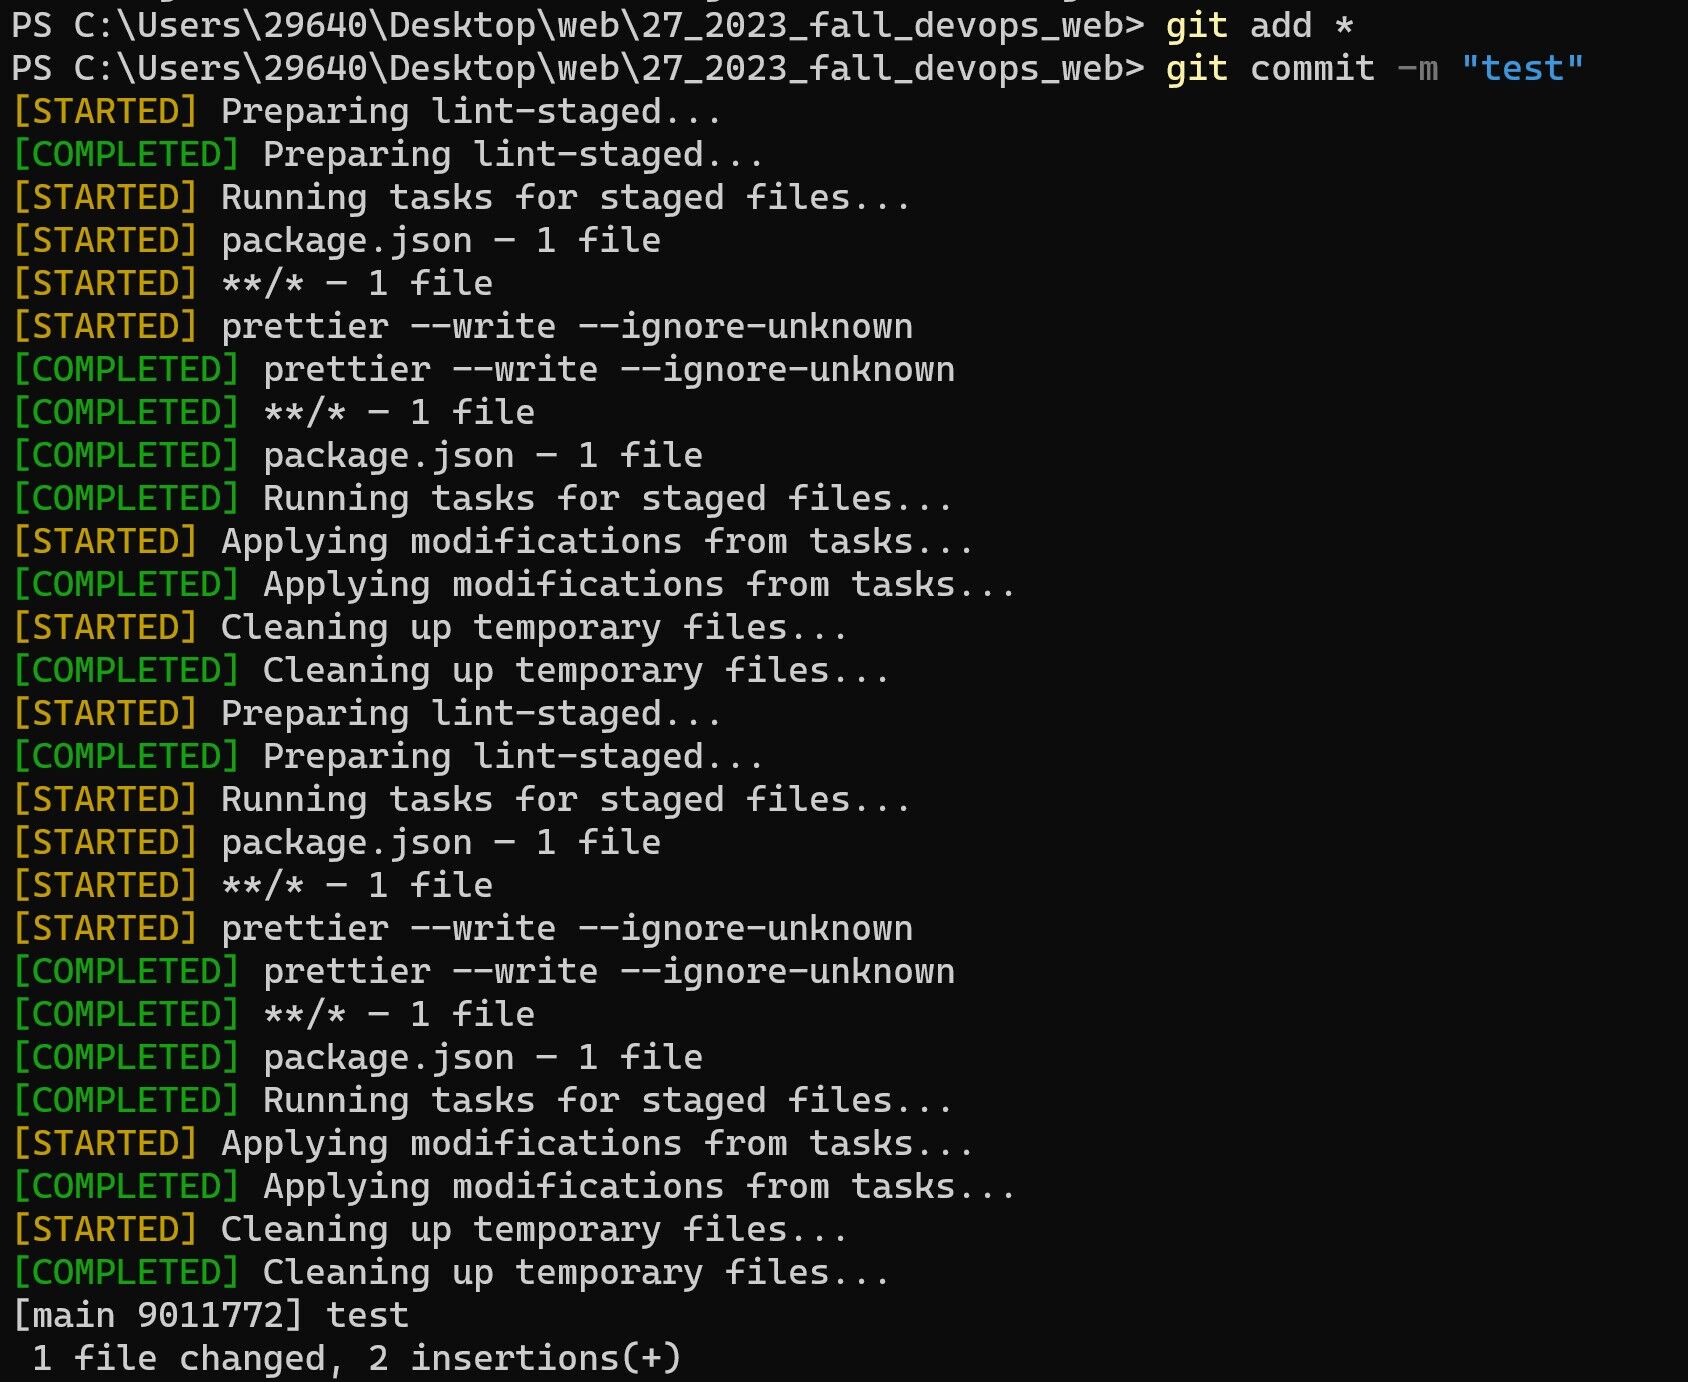 PS C:\Users\29640\Desktop\web\27_2023_fall_devops_web> git add *
PS C:\Users\29640\Desktop\web\27_2023_fall_devops_web> git commit -m "test"
[STARTED] Preparing lint-staged...
[COMPLETED] Preparing lint-staged...
[STARTED] Running tasks for staged files...
[STARTED] package.json — 1 file
[STARTED] **/* — 1 file
[STARTED] prettier --write --ignore-unknown
[COMPLETED] prettier --write --ignore-unknown
[COMPLETED] **/* — 1 file
[COMPLETED] package.json — 1 file
[COMPLETED] Running tasks for staged files...
[STARTED] Applying modifications from tasks...
[COMPLETED] Applying modifications from tasks...
[STARTED] Cleaning up temporary files...
[COMPLETED] Cleaning up temporary files...
[STARTED] Preparing lint-staged...
[COMPLETED] Preparing lint-staged...
[STARTED] Running tasks for staged files...
[STARTED] package.json — 1 file
[STARTED] **/* — 1 file
[STARTED] prettier --write --ignore-unknown
[COMPLETED] prettier --write --ignore-unknown
[COMPLETED] **/* — 1 file
[COMPLETED] package.json — 1 file
[COMPLETED] Running tasks for staged files...
[STARTED] Applying modifications from tasks...
[COMPLETED] Applying modifications from tasks...
[STARTED] Cleaning up temporary files...
[COMPLETED] Cleaning up temporary files...
[main 9011772] test
 1 file changed, 2 insertions(+)